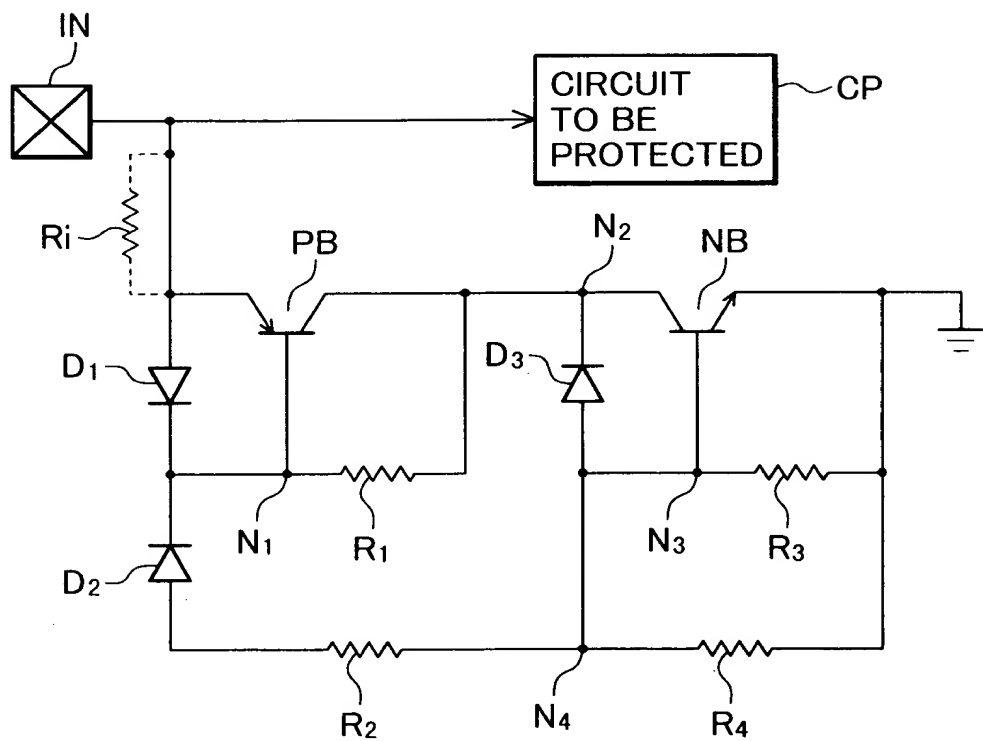 IN
CIRCUIT
TO BE
PROTECTED
CP
Ri
PB
N2
NB
D1
D3
N1
R1
N3
R3
D2
R2
N4
R4